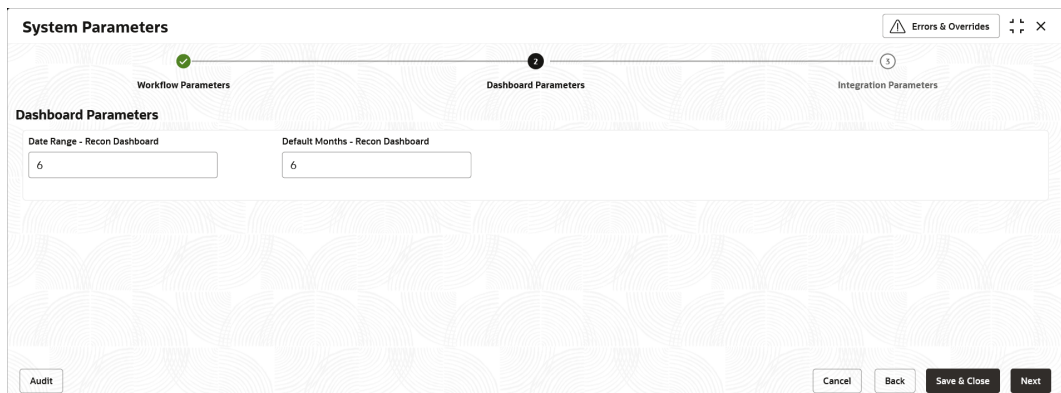 System Parameters
Errors & Overrides
2
3
Workflow Parameters
Dashboard Parameters
Integration Parameters
Dashboard Parameters
Date Range - Recon Dashboard
Default Months - Recon Dashboard
6
6
Audit
Cancel
Back
Save & Close
Next